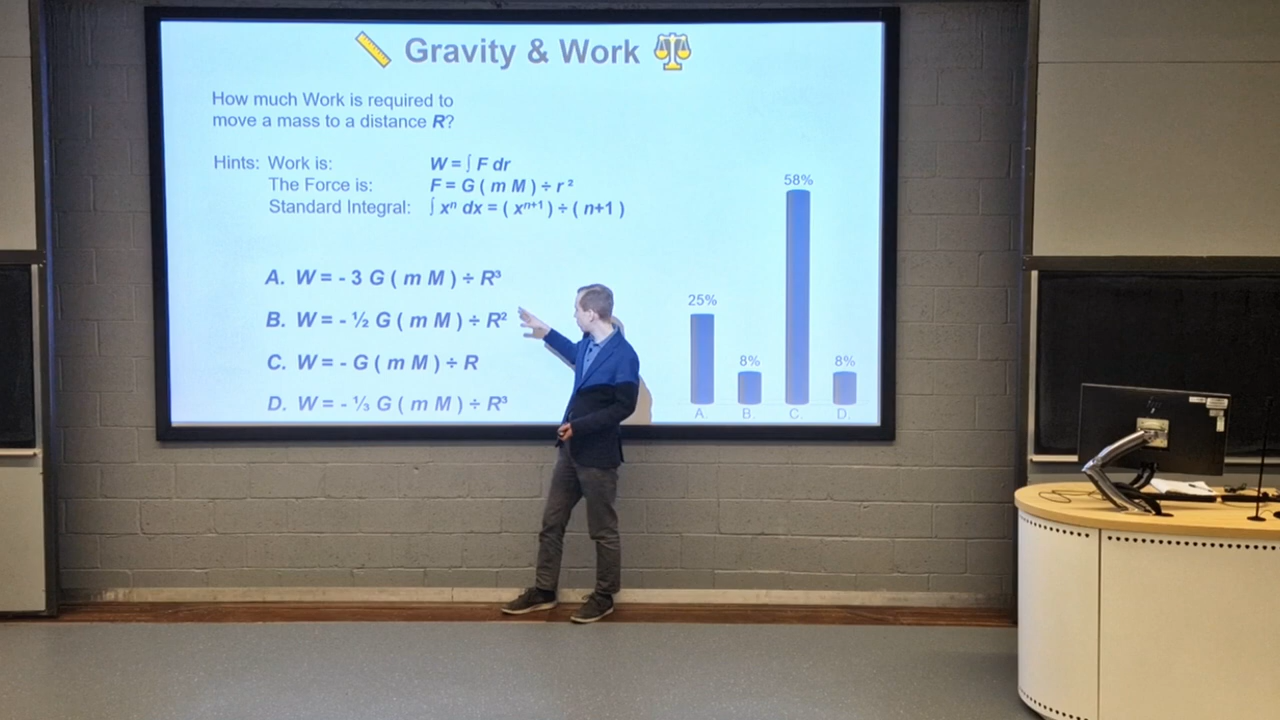 Gravity & Work
How much Work is required to
move a mass to a distance R?
Hints: Work is: W = ∫ F dr
The Force is: F = G ( m M ) ÷ r²
Standard Integral: ∫ xⁿ dx = ( xⁿ⁺¹ ) ÷ ( n+1 )
A. W = - 3 G ( m M ) ÷ R³
B. W = - ½ G ( m M ) ÷ R²
C. W = - G ( m M ) ÷ R
D. W = - ⅓ G ( m M ) ÷ R³
58%
25%
8%
8%
A. B. C. D.